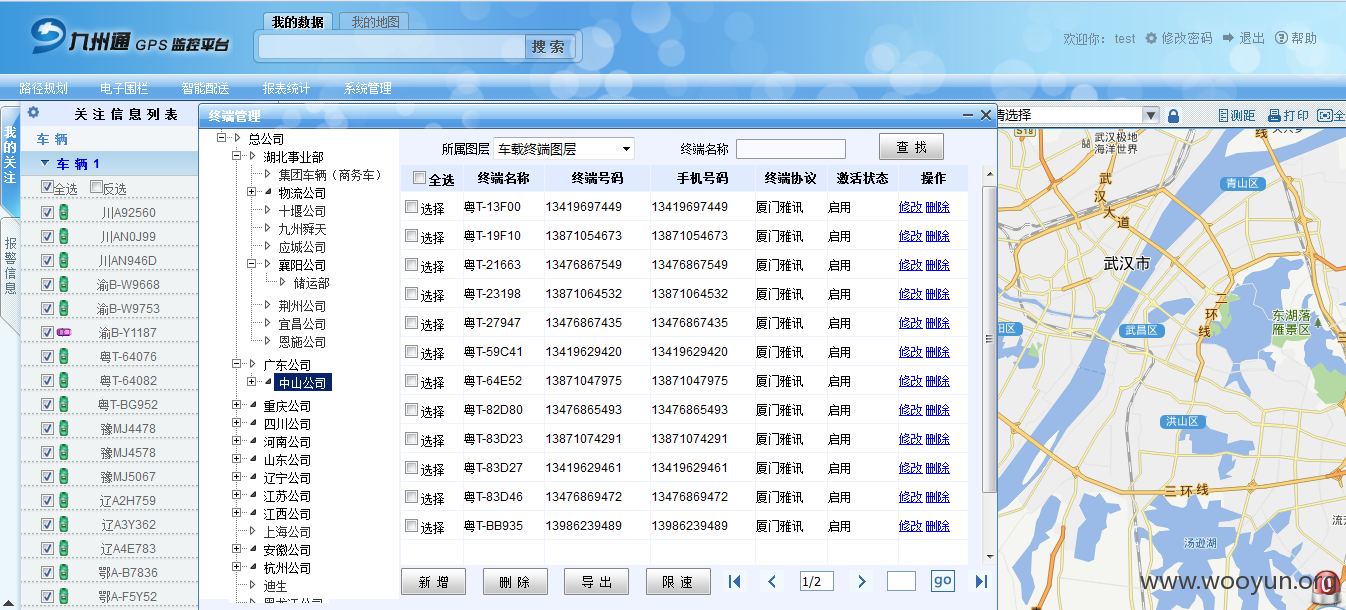 九州通 GPS 监控平台
我的数据 我的地图
搜索
欢迎你: test 修改密码 退出 帮助
路径规划 电子围栏 智能配送 报表统计 系统管理
我的关注
报警信息
关注信息列表
车辆
车辆1
全选 反选
川A92560
川AN0J99
川AN946D
渝B-W9668
渝B-W9753
渝B-Y1187
粤T-64076
粤T-64082
粤T-BG952
豫MJ4478
豫MJ4578
豫MJ5067
辽A2H759
辽A3Y362
辽A4E783
鄂A-B7836
鄂A-F5Y52
终端管理
总公司
湖北事业部
集团车辆（商务车）
物流公司
十堰公司
九州舜天
应城公司
襄阳公司
储运部
荆州公司
宜昌公司
恩施公司
广东公司
中山公司
重庆公司
四川公司
河南公司
山东公司
辽宁公司
江苏公司
江西公司
上海公司
安徽公司
杭州公司
迪生
黑龙江公司
所属图层 车载终端图层 终端名称 查找
全选 终端名称 终端号码 手机号码 终端协议 激活状态 操作
选择 粤T-13F00 13419697449 13419697449 厦门雅讯 启用 修改 删除
选择 粤T-19F10 13871054673 13871054673 厦门雅讯 启用 修改 删除
选择 粤T-21663 13476867549 13476867549 厦门雅讯 启用 修改 删除
选择 粤T-23198 13871064532 13871064532 厦门雅讯 启用 修改 删除
选择 粤T-27947 13476867435 13476867435 厦门雅讯 启用 修改 删除
选择 粤T-59C41 13419629420 13419629420 厦门雅讯 启用 修改 删除
选择 粤T-64E52 13871047975 13871047975 厦门雅讯 启用 修改 删除
选择 粤T-82D80 13476865493 13476865493 厦门雅讯 启用 修改 删除
选择 粤T-83D23 13871074291 13871074291 厦门雅讯 启用 修改 删除
选择 粤T-83D27 13419629461 13419629461 厦门雅讯 启用 修改 删除
选择 粤T-83D46 13476869472 13476869472 厦门雅讯 启用 修改 删除
选择 粤T-BB935 13986239489 13986239489 厦门雅讯 启用 修改 删除
新增 删除 导出 限速 1/2 go
请选择 测距 打印 全
S18
武汉极地
海洋世界
武汉大道
青山区
武汉市
二环线
东湖落
雁景区
武昌区
洪山区
三环线
汤逊湖
www.wooyun.org